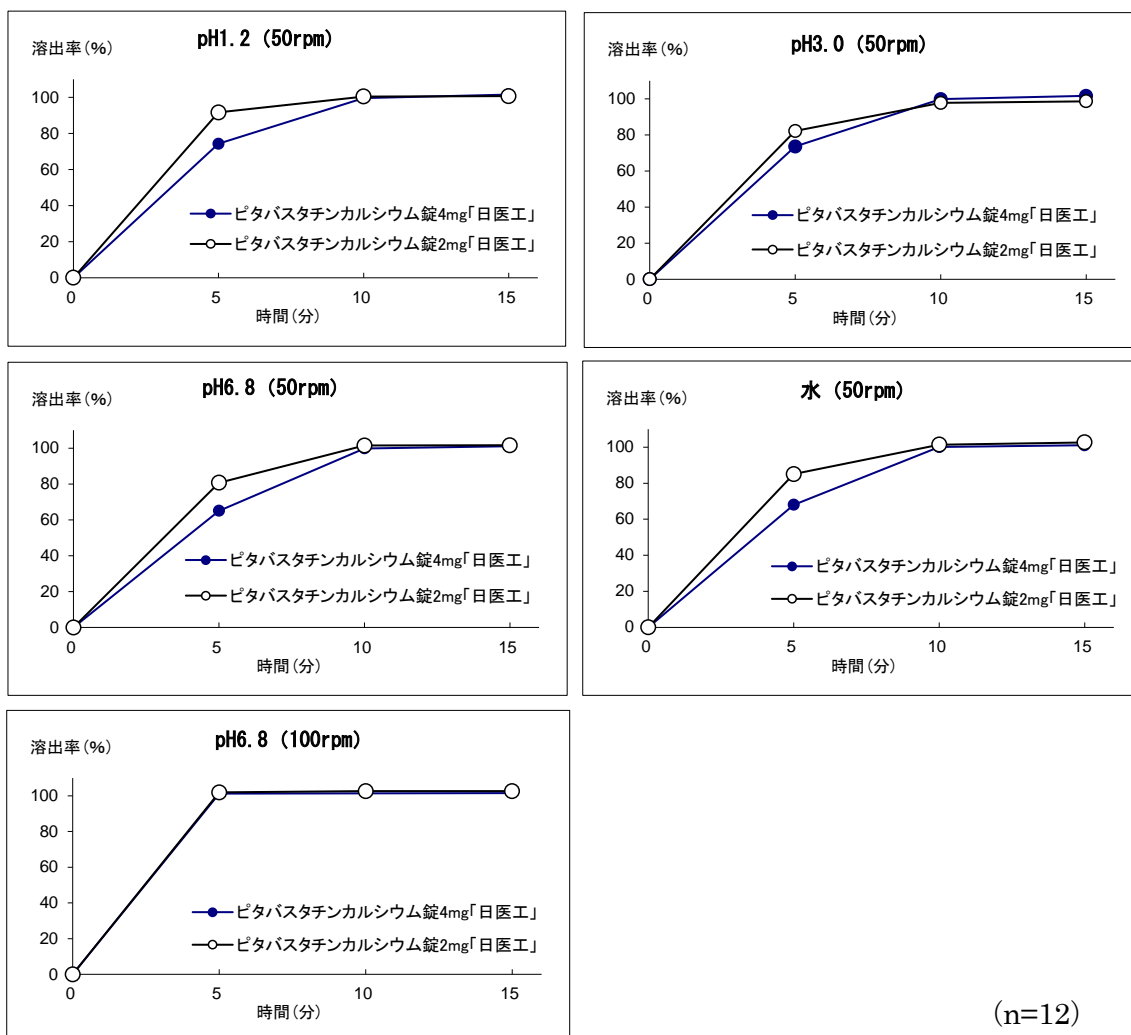 pH1.2 (50rpm)
溶出率(%)
100
80
60
40
20
0
ピタバスタチンカルシウム錠4mg「日医工」
ピタバスタチンカルシウム錠2mg「日医工」
0 5 10 15
時間(分)
pH3.0 (50rpm)
溶出率(%)
100
80
60
40
20
0
ピタバスタチンカルシウム錠4mg「日医工」
ピタバスタチンカルシウム錠2mg「日医工」
0 5 10 15
時間(分)
pH6.8 (50rpm)
溶出率(%)
100
80
60
40
20
0
ピタバスタチンカルシウム錠4mg「日医工」
ピタバスタチンカルシウム錠2mg「日医工」
0 5 10 15
時間(分)
水 (50rpm)
溶出率(%)
100
80
60
40
20
0
ピタバスタチンカルシウム錠4mg「日医工」
ピタバスタチンカルシウム錠2mg「日医工」
0 5 10 15
時間(分)
pH6.8 (100rpm)
溶出率(%)
100
80
60
40
20
0
ピタバスタチンカルシウム錠4mg「日医工」
ピタバスタチンカルシウム錠2mg「日医工」
0 5 10 15
時間(分)
(n=12)